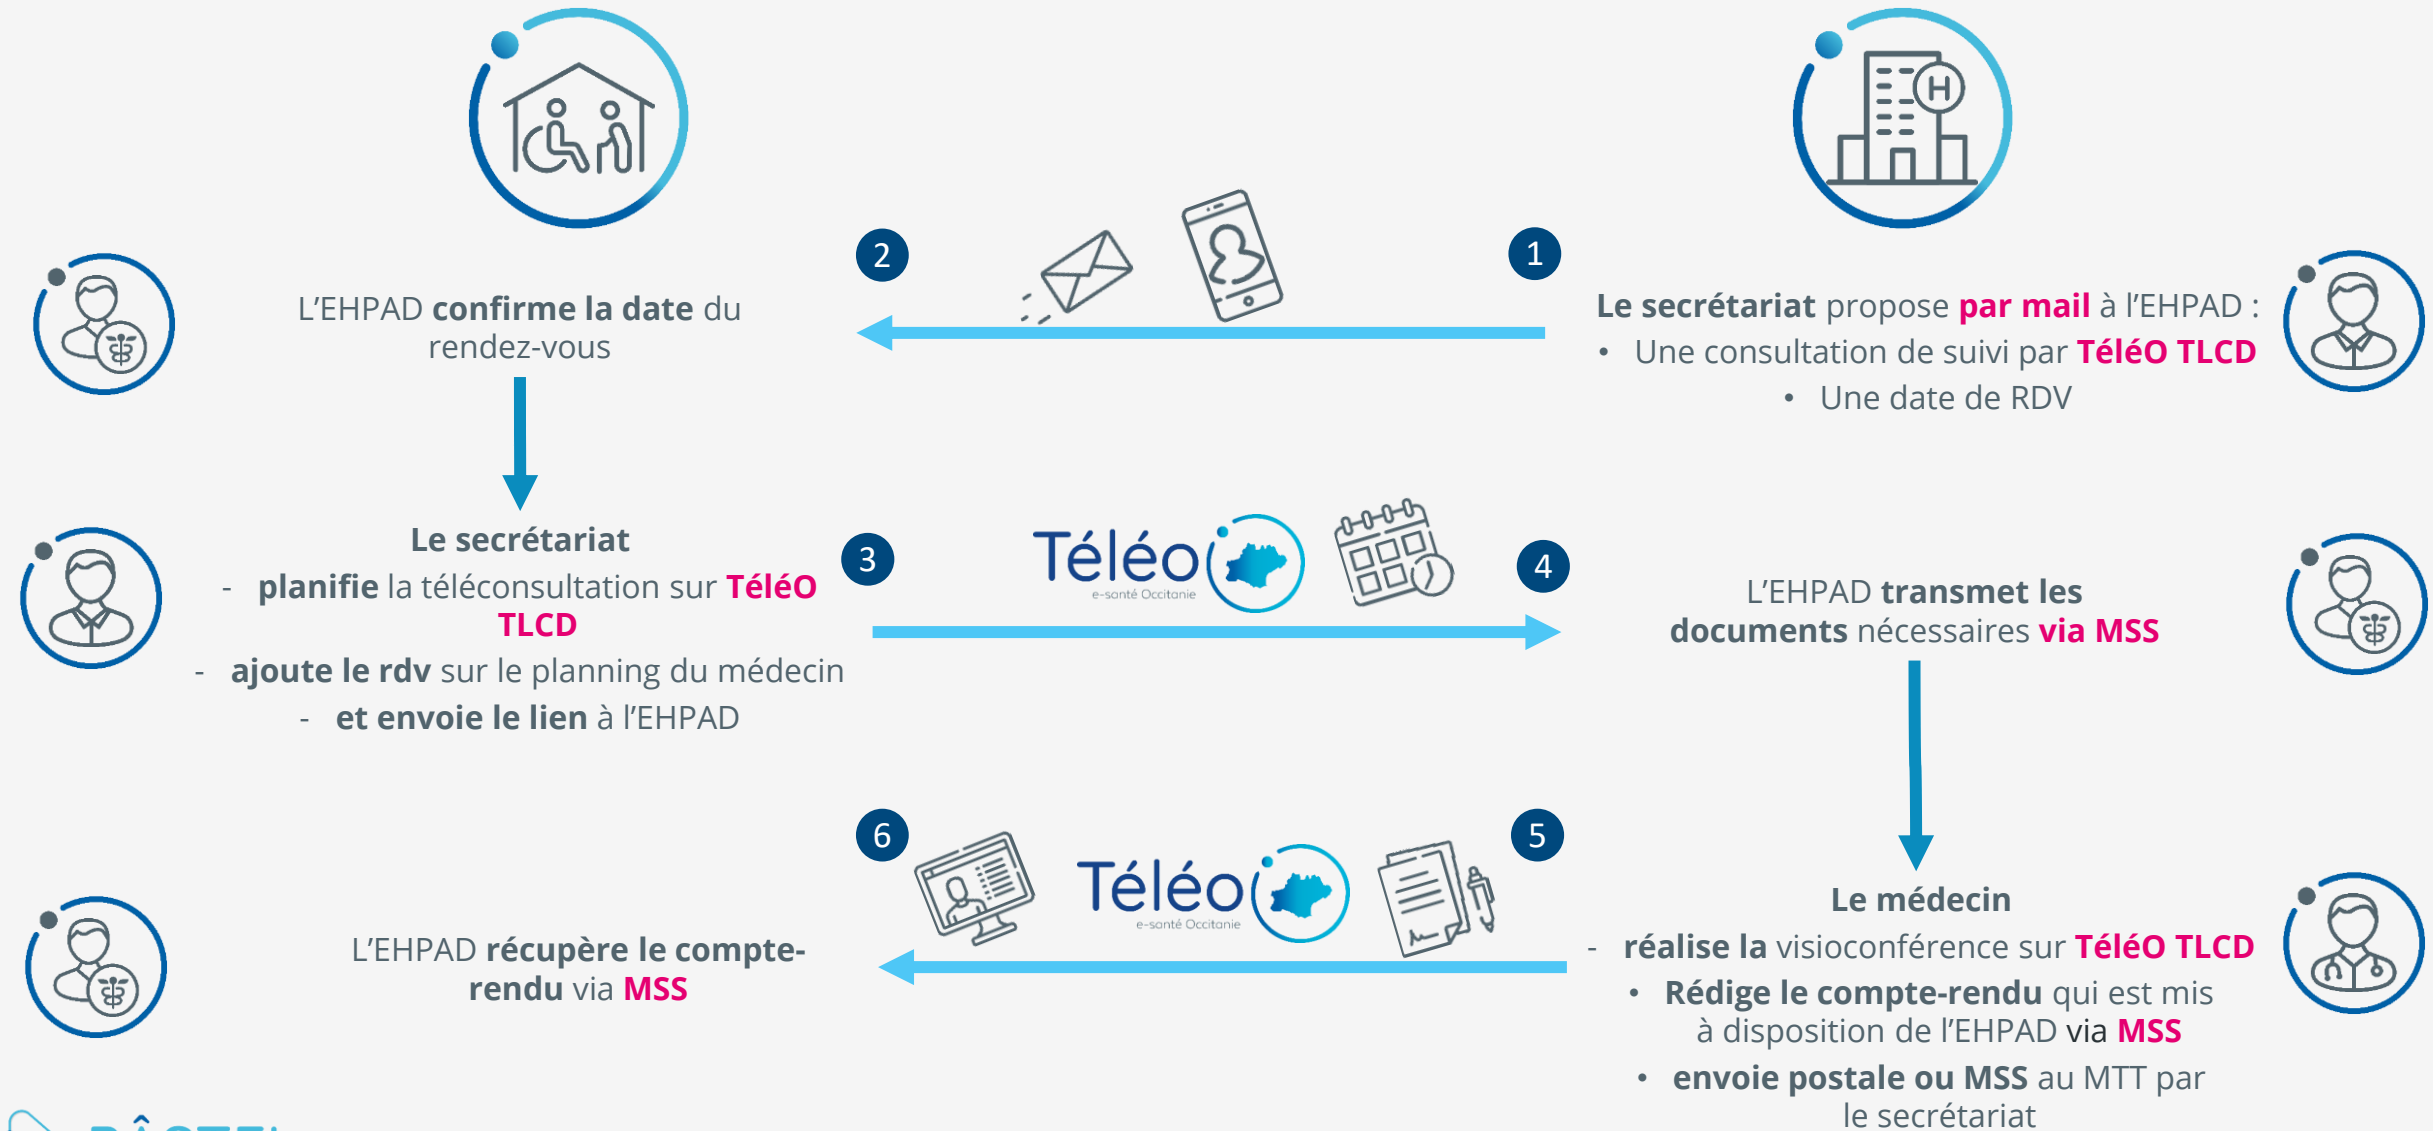 H
2
1
L’EHPAD confirme la date du
rendez-vous
Le secrétariat propose par mail à l’EHPAD :
• Une consultation de suivi par TéléO TLCD
• Une date de RDV
Le secrétariat
- planifie la téléconsultation sur TéléO
TLCD
- ajoute le rdv sur le planning du médecin
- et envoie le lien à l’EHPAD
3
Téléo
e-santé Occitanie
4
L’EHPAD transmet les
documents nécessaires via MSS
6
Téléo
e-santé Occitanie
5
L’EHPAD récupère le compte-
rendu via MSS
Le médecin
- réalise la visioconférence sur TéléO TLCD
• Rédige le compte-rendu qui est mis
à disposition de l’EHPAD via MSS
• envoie postale ou MSS au MTT par
le secrétariat